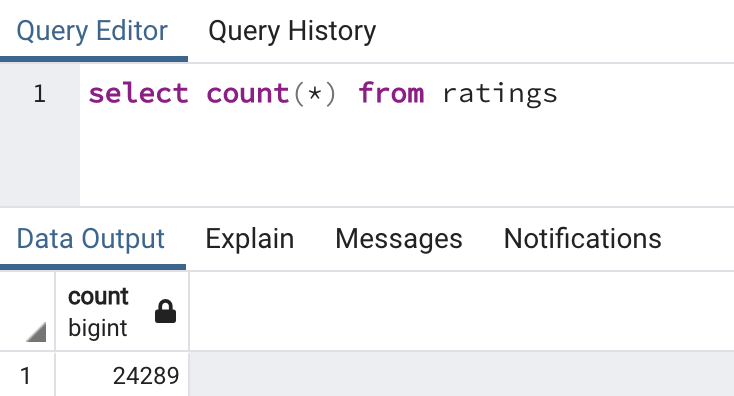 Query Editor Query History
1 select count(*) from ratings
Data Output Explain Messages Notifications
count
bigint
1 24289